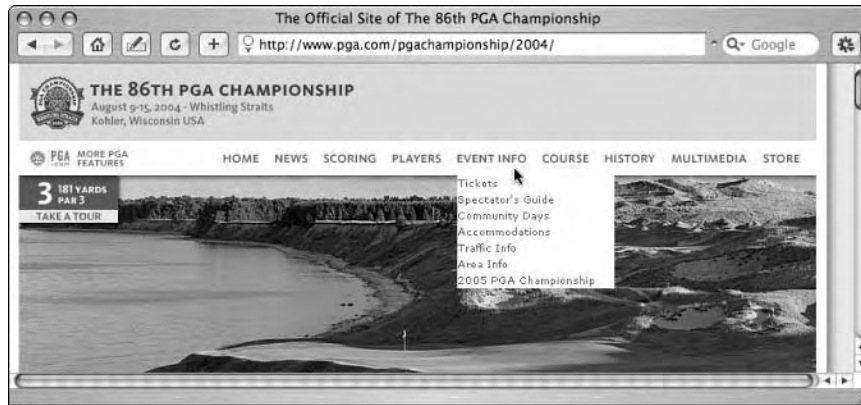 The Official Site of The 86th PGA Championship
http://www.pga.com/pgachampionship/2004/
Google
THE 86TH PGA CHAMPIONSHIP
August 9-15, 2004 - Whistling Straits
Kohler, Wisconsin USA
PGA .com MORE PGA FEATURES
HOME NEWS SCORING PLAYERS EVENT INFO COURSE HISTORY MULTIMEDIA STORE
3 181 YARDS PAR 3
TAKE A TOUR
Tickets
Spectator's Guide
Community Days
Accommodations
Traffic Info
Area Info
2005 PGA Championship